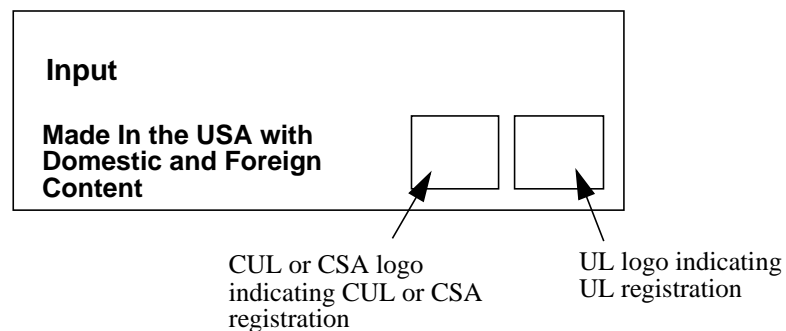 Input
Made In the USA with
Domestic and Foreign
Content
CUL or CSA logo
indicating CUL or CSA
registration
UL logo indicating
UL registration